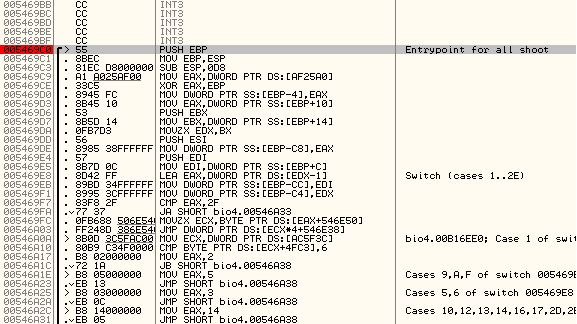 005469BB CC INT3
005469BC CC INT3
005469BD CC INT3
005469BE CC INT3
005469BF CC INT3
005469C0 > 55 PUSH EBP Entrypoint for all shoot
005469C1 . 8BEC MOV EBP,ESP
005469C3 . 81EC D8000000 SUB ESP,0D8
005469C9 . A1 A025AF00 MOV EAX,DWORD PTR DS:[AF25A0]
005469CE . 33C5 XOR EAX,EBP
005469D0 . 8945 FC MOV DWORD PTR SS:[EBP-4],EAX
005469D3 . 8B45 10 MOV EAX,DWORD PTR SS:[EBP+10]
005469D6 . 53 PUSH EBX
005469D7 . 8B5D 14 MOV EBX,DWORD PTR SS:[EBP+14]
005469DA . 0FB7D3 MOVZX EDX,BX
005469DD . 56 PUSH ESI
005469DE . 8985 38FFFFFF MOV DWORD PTR SS:[EBP-C8],EAX
005469E4 . 57 PUSH EDI
005469E5 . 8B7D 0C MOV EDI,DWORD PTR SS:[EBP+C]
005469E8 . 8D42 FF LEA EAX,DWORD PTR DS:[EDX-1] Switch (cases 1..2E)
005469EB . 89BD 34FFFFFF MOV DWORD PTR SS:[EBP-CC],EDI
005469F1 . 8995 3CFFFFFF MOV DWORD PTR SS:[EBP-C4],EDX
005469F7 . 83F8 2F CMP EAX,2F
005469FA . 77 37 JA SHORT bio4.00546A33
005469FC . 0FB688 506E54 MOVZX ECX,BYTE PTR DS:[EAX+546E50]
00546A03 . FF248D 386E54 JMP DWORD PTR DS:[ECX*4+546E38]
00546A0A > 8B0D 3C5FAC00 MOV ECX,DWORD PTR DS:[AC5F3C] bio4.00B16EE0; Case 1 of swit
00546A10 . 80B9 C34F0000 CMP BYTE PTR DS:[ECX+4FC3],6
00546A17 . B8 02000000 MOV EAX,2
00546A1C . 72 1A JB SHORT bio4.00546A38
00546A1E > B8 05000000 MOV EAX,5 Cases 9,A,F of switch 005469E
00546A23 . EB 13 JMP SHORT bio4.00546A38
00546A25 > B8 03000000 MOV EAX,3 Cases 5,6 of switch 005469E8
00546A2A . EB 0C JMP SHORT bio4.00546A38
00546A2C > B8 14000000 MOV EAX,14 Cases 10,12,13,14,16,17,2D,2E
00546A31 . EB 05 JMP SHORT bio4.00546A38